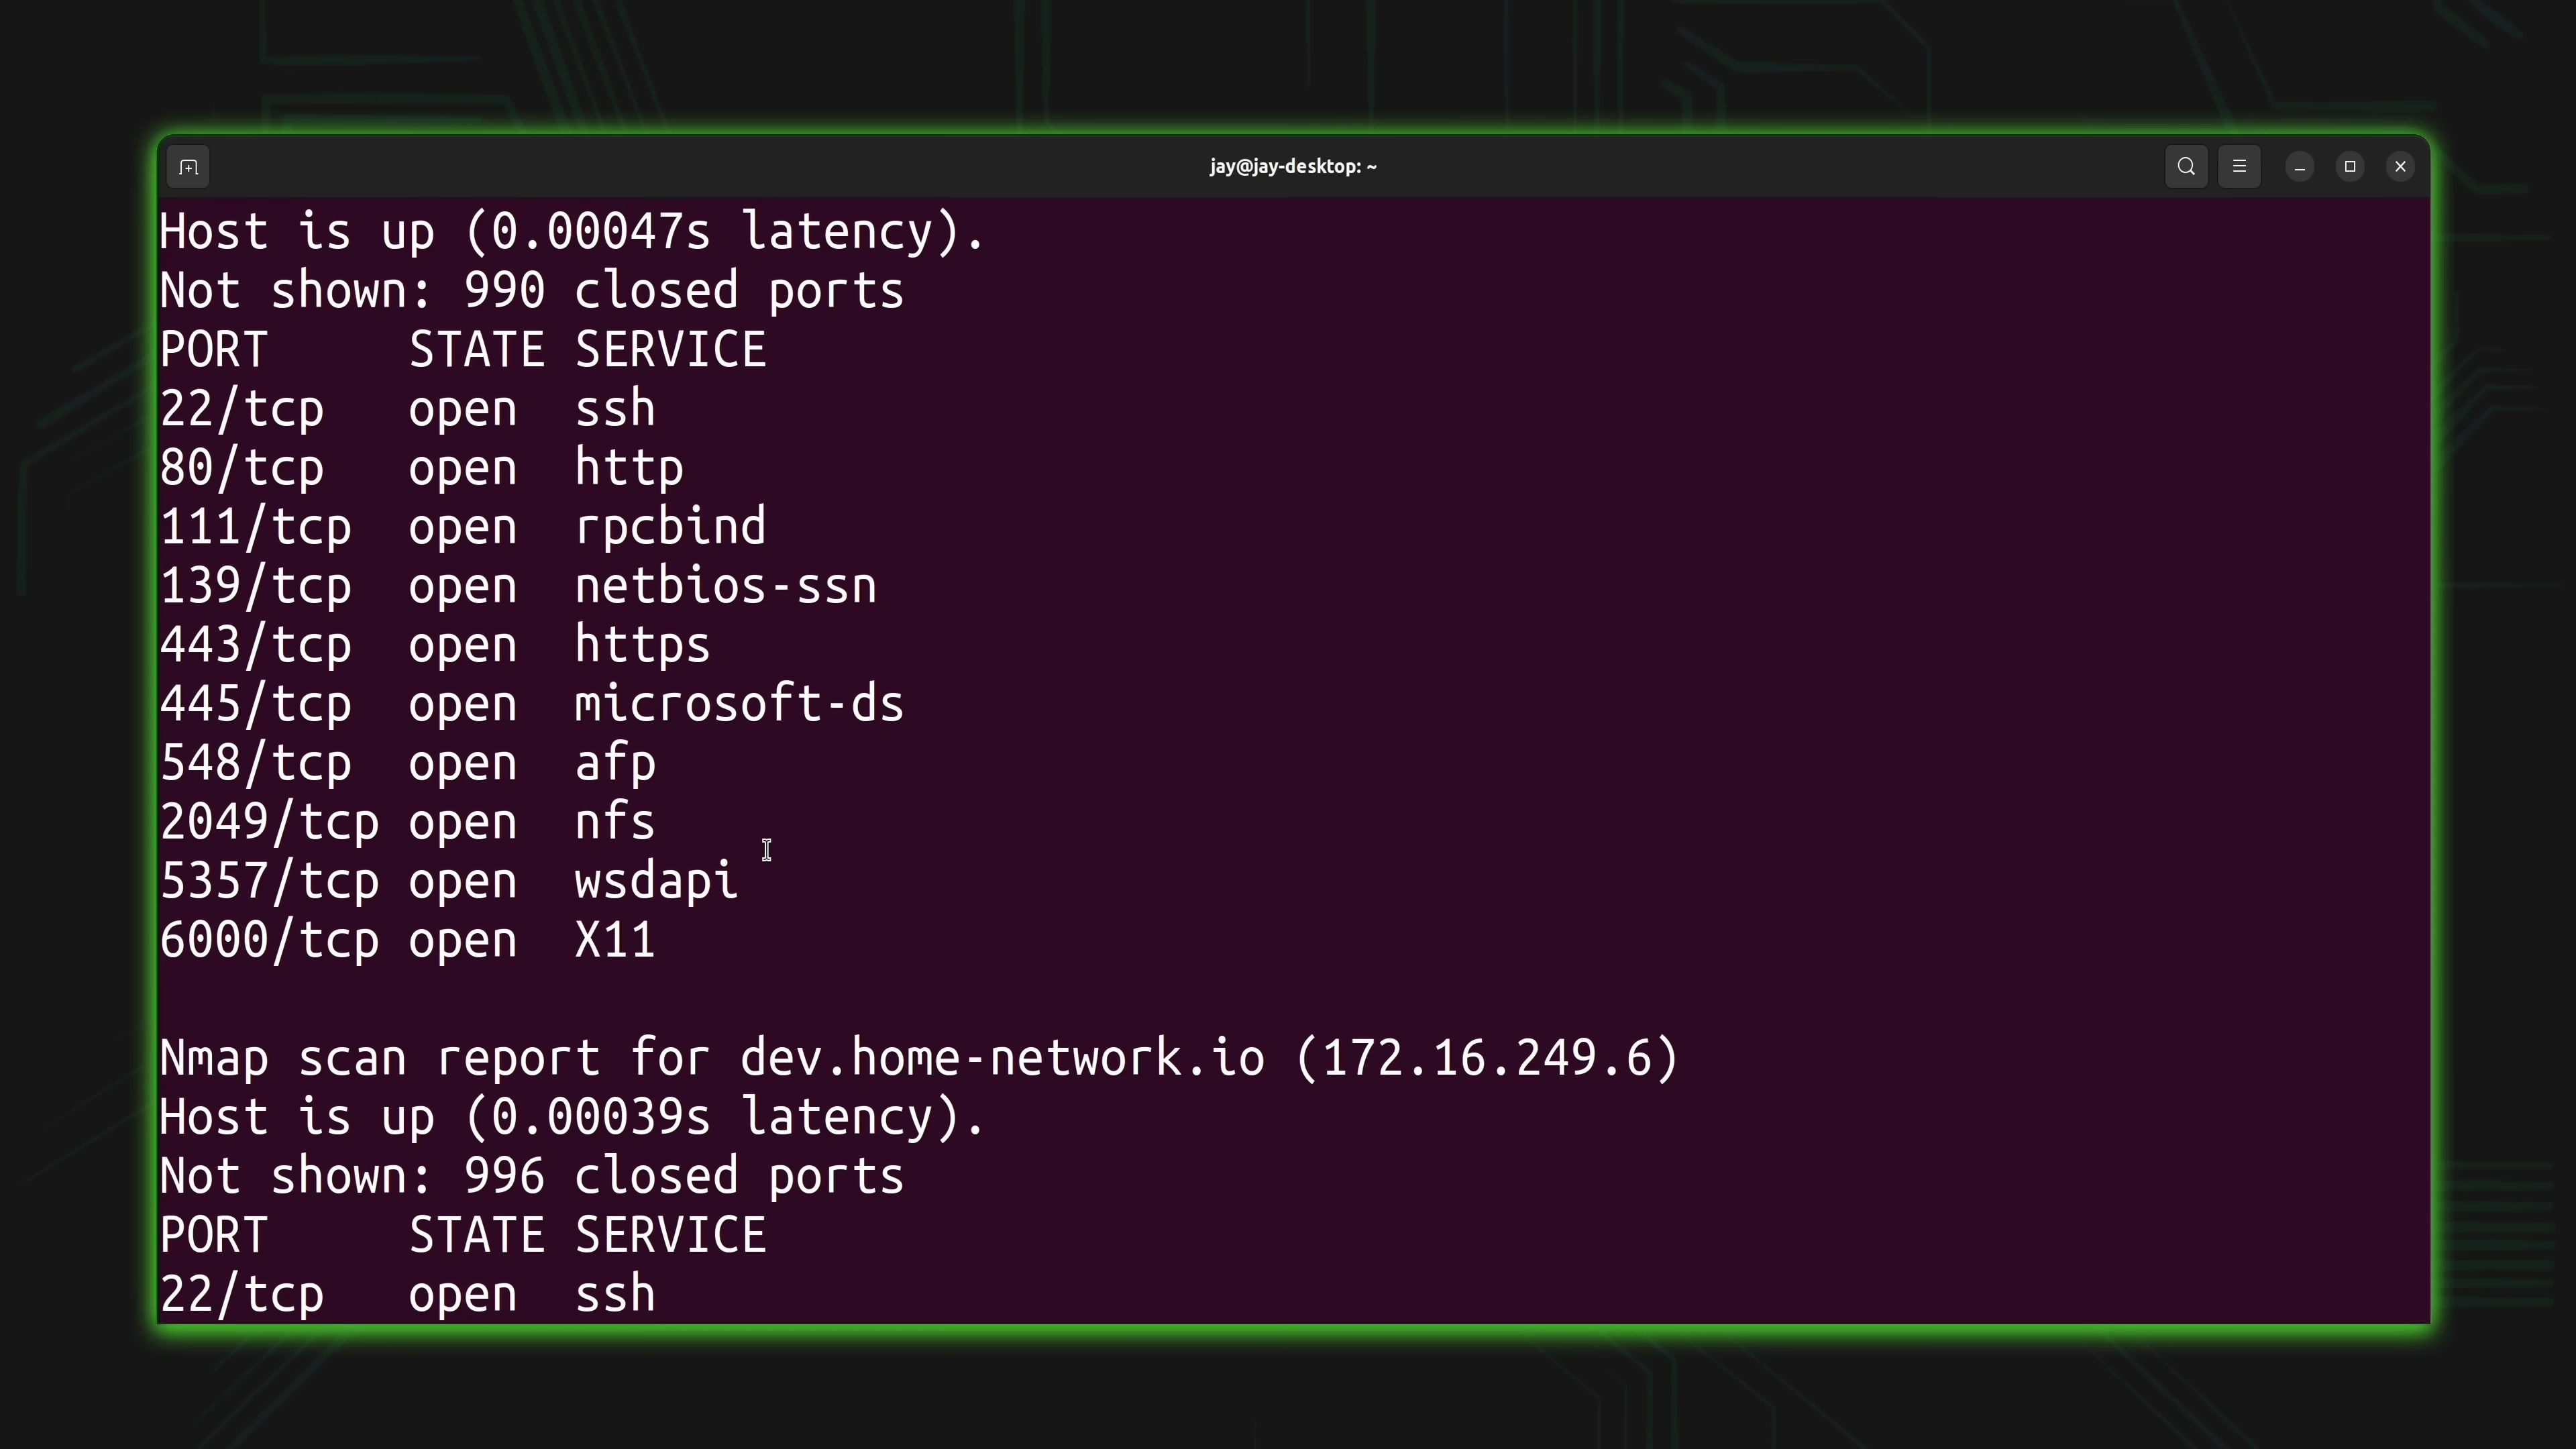 jay@jay-desktop: ~
Host is up (0.00047s latency).
Not shown: 990 closed ports
PORT     STATE SERVICE
22/tcp   open  ssh
80/tcp   open  http
111/tcp  open  rpcbind
139/tcp  open  netbios-ssn
443/tcp  open  https
445/tcp  open  microsoft-ds
548/tcp  open  afp
2049/tcp open  nfs
5357/tcp open  wsdapi
6000/tcp open  X11
Nmap scan report for dev.home-network.io (172.16.249.6)
Host is up (0.00039s latency).
Not shown: 996 closed ports
PORT     STATE SERVICE
22/tcp   open  ssh